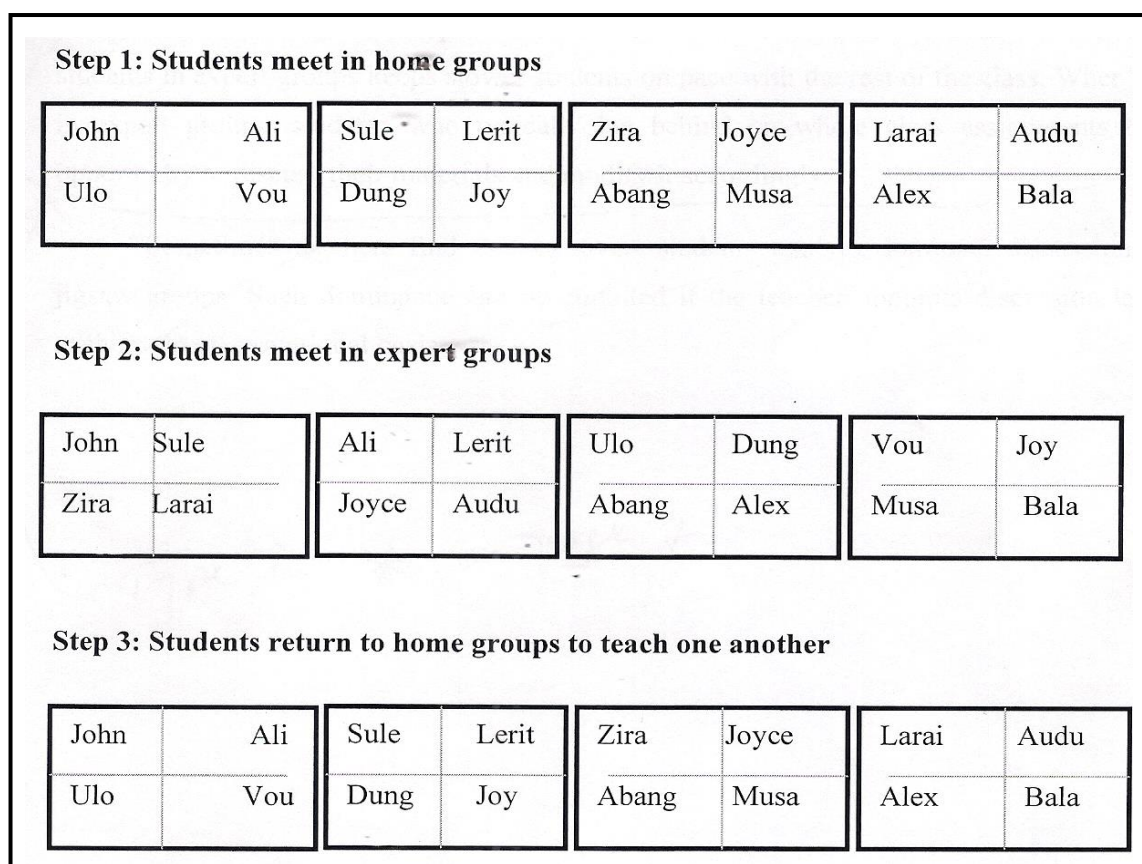 Step 1: Students meet in home groups
John Ali Sule Lerit Zira Joyce Larai Audu
Ulo Vou Dung Joy Abang Musa Alex Bala
Step 2: Students meet in expert groups
John Sule Ali Lerit Ulo Dung Vou Joy
Zira Larai Joyce Audu Abang Alex Musa Bala
Step 3: Students return to home groups to teach one another
John Ali Sule Lerit Zira Joyce Larai Audu
Ulo Vou Dung Joy Abang Musa Alex Bala